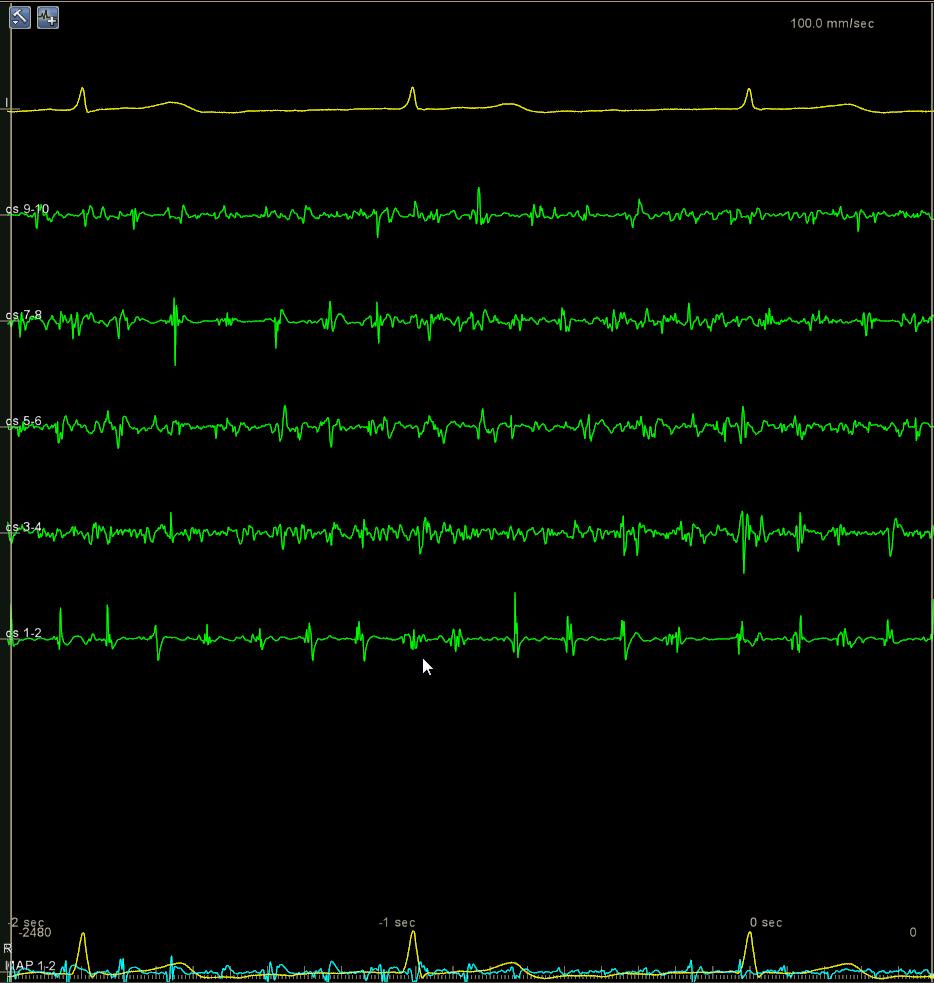 100.0 mm/sec
I
cs 9-10
cs 7-8
cs 5-6
cs 3-4
cs 1-2
-2 sec
-1 sec
0 sec
-2480
0
R
MAP 1-2